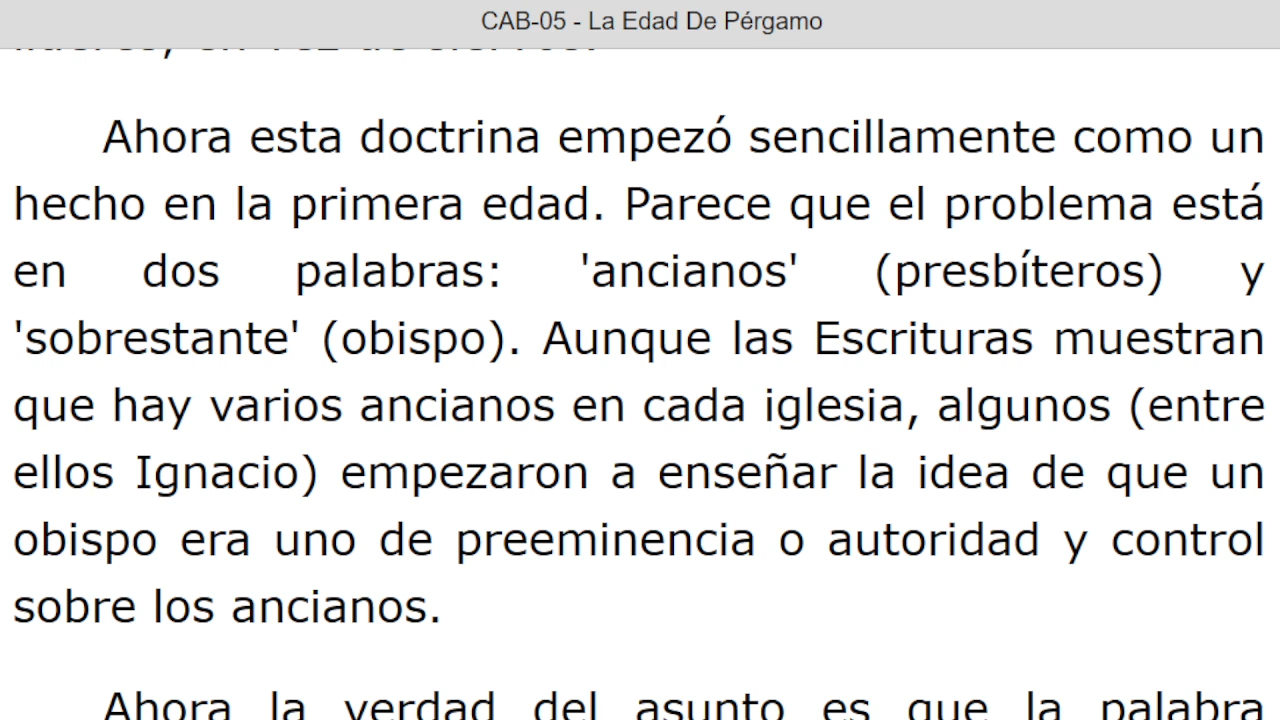 CAB-05 - La Edad De Pérgamo
Ahora esta doctrina empezó sencillamente como un
hecho en la primera edad. Parece que el problema está
en dos palabras: 'ancianos' (presbíteros) y
'sobrestante' (obispo). Aunque las Escrituras muestran
que hay varios ancianos en cada iglesia, algunos (entre
ellos Ignacio) empezaron a enseñar la idea de que un
obispo era uno de preeminencia o autoridad y control
sobre los ancianos.
Ahora la verdad del asunto es que la palabra